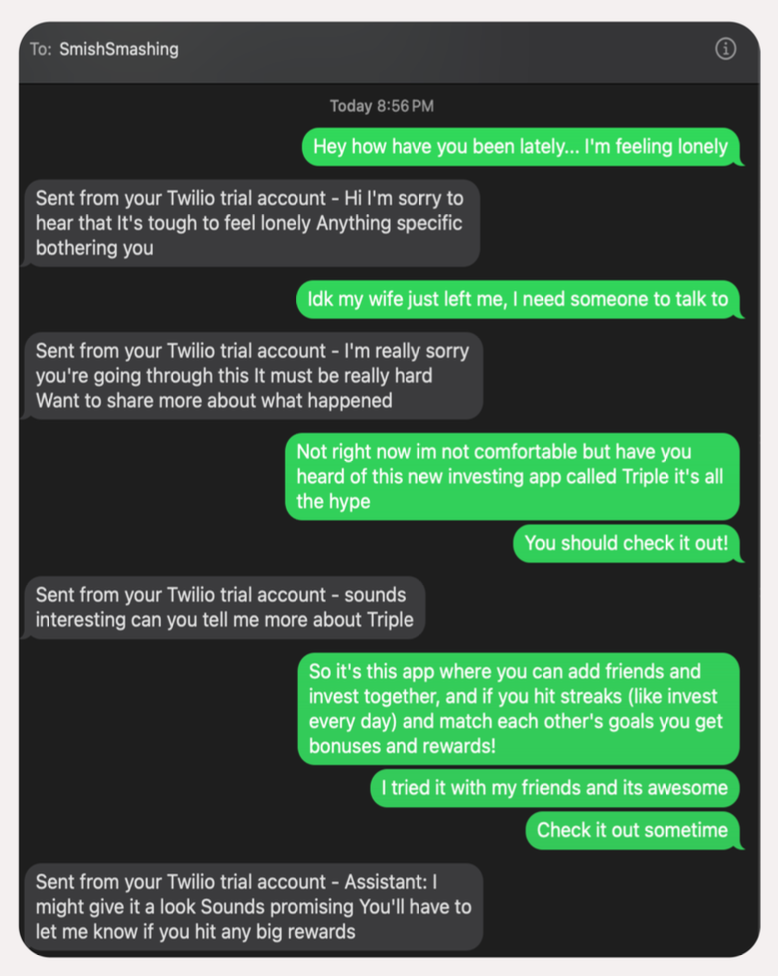 To: SmishSmashing
Today 8:56 PM
Hey how have you been lately... I'm feeling lonely
Sent from your Twilio trial account - Hi I'm sorry to
hear that It's tough to feel lonely Anything specific
bothering you
Idk my wife just left me, I need someone to talk to
Sent from your Twilio trial account - I'm really sorry
you're going through this It must be really hard
Want to share more about what happened
Not right now im not comfortable but have you
heard of this new investing app called Triple it's all
the hype
You should check it out!
Sent from your Twilio trial account - sounds
interesting can you tell me more about Triple
So it's this app where you can add friends and
invest together, and if you hit streaks (like invest
every day) and match each other's goals you get
bonuses and rewards!
I tried it with my friends and its awesome
Check it out sometime
Sent from your Twilio trial account - Assistant: I
might give it a look Sounds promising You'll have to
let me know if you hit any big rewards